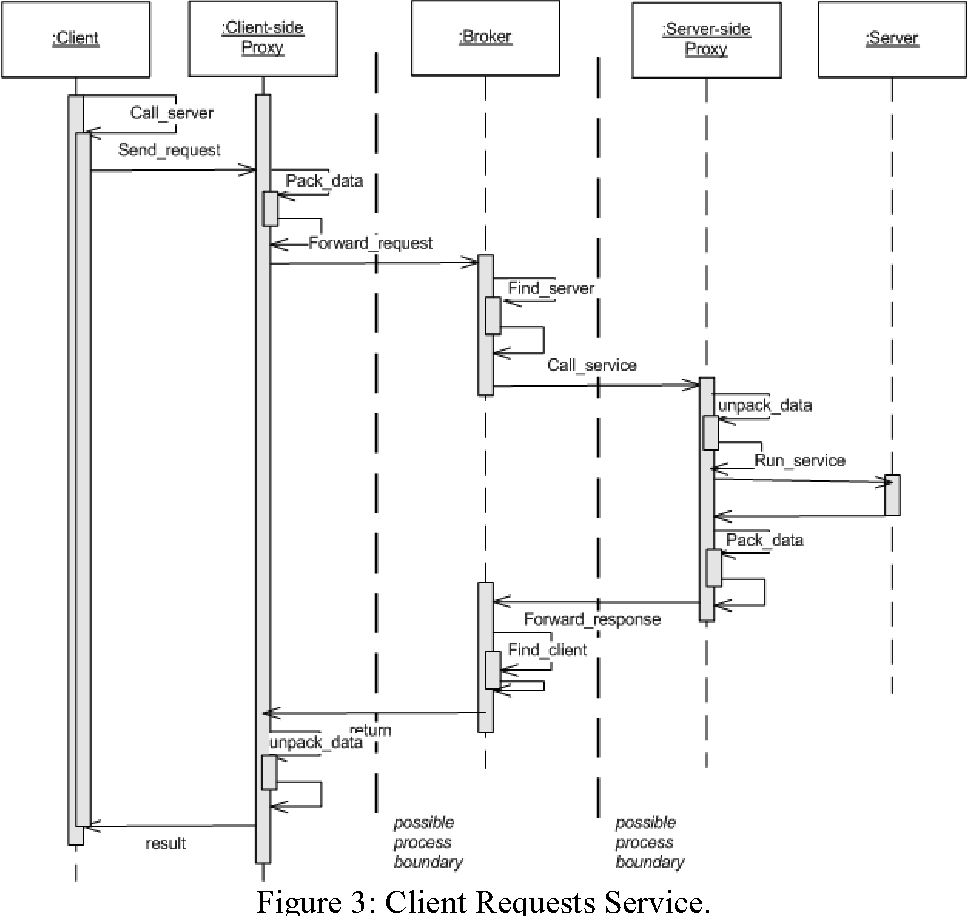 :Client
:Client-side
Proxy
:Broker
:Server-side
Proxy
:Server
Call_server
Send_request
Pack_data
Forward_request
Find_server
Call_service
unpack_data
Run_service
Pack_data
Forward_response
Find_client
return
unpack_data
result
possible
process
boundary
possible
process
boundary
Figure 3: Client Requests Service.